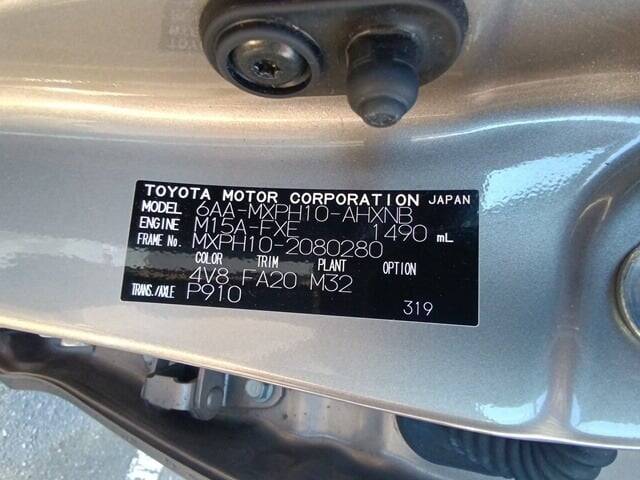 TOYOTA MOTOR CORPORATION JAPAN
MODEL 6AA-MXPH10-AHXNB
ENGINE M15A-FXE 1490 mL
FRAME No. MXPH10-2080280
COLOR TRIM PLANT OPTION
4V8 FA20 M32
TRANS./AXLE P910
319